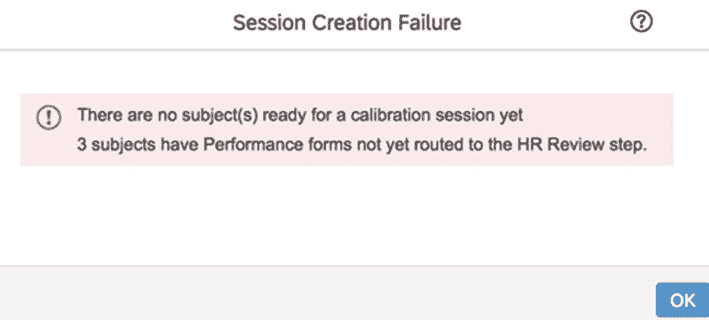 Session Creation Failure
There are no subject(s) ready for a calibration session yet
3 subjects have Performance forms not yet routed to the HR Review step.
OK